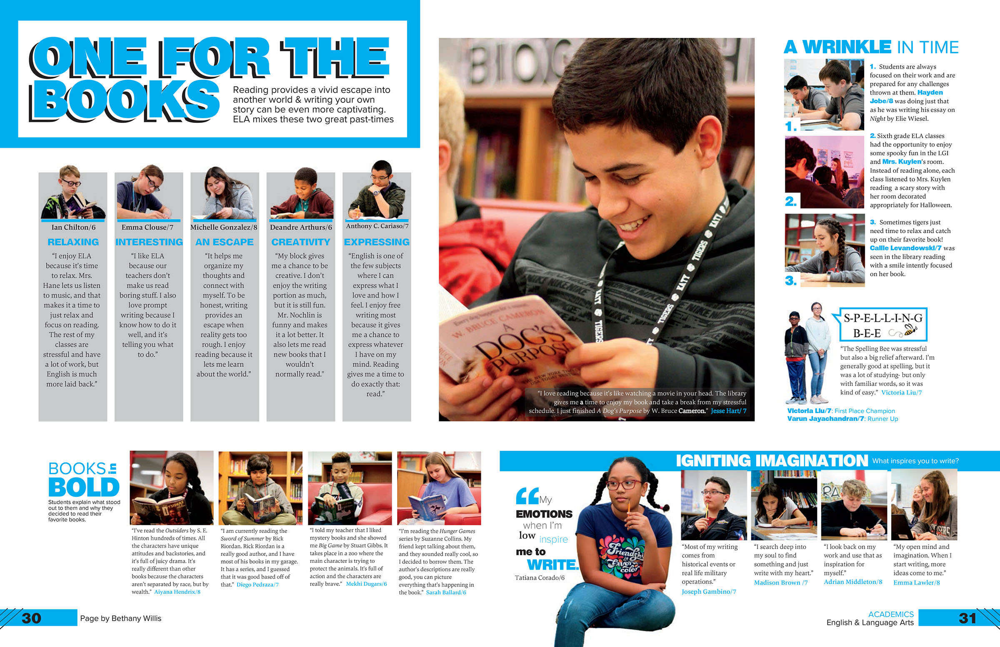 ONE FOR THE
BOOKS
Reading provides a vivid escape into
another world & writing your own
story can be even more captivating.
ELA mixes these two great past-times
Ian Chilton/6
RELAXING
“I enjoy ELA
because it’s time
to relax. Mrs.
Hane lets us listen
to music, and that
makes it a time to
just relax and
focus on reading.
The rest of my
classes are
stressful and have
a lot of work, but
English is much
more laid back.”
Emma Clouse/7
INTERESTING
“I like ELA
because our
teachers don’t
make us read
boring stuff. I also
love prompt
writing because I
know how to do it
well, and it’s
telling you what
to do.”
Michelle Gonzalez/8
AN ESCAPE
“It helps me
organize my
thoughts and
connect with
myself. To be
honest, writing
provides an
escape when
reality gets too
rough. I enjoy
reading because it
lets me learn
about the world.”
Deandre Arthurs/6
CREATIVITY
“My block gives
me a chance to be
creative. I don’t
enjoy the writing
portion as much,
but it is still fun.
Mr. Nochlin is
funny and makes
it a lot better. It
also lets me read
new books that I
wouldn’t
normally read."
Anthony C. Cariaso/7
EXPRESSING
“English is one of
the few subjects
where I can
express what I
love and how I
feel. I enjoy free
writing most
because it gives
me a chance to
express whatever
I have on my
mind. Reading
gives me a time to
do exactly that:
read.”
BIOG
KATY TIGERS KATY TIGERS
W. BRUCE CAMERON
A
DOG'S
PURPOSE
“I love reading because it’s like watching a movie in your head. The library
gives me a time to enjoy my book and take a break from my stressful
schedule. I just finished A Dog’s Purpose by W. Bruce Cameron.” Jesse Hart/ 7
A WRINKLE IN TIME
1.
1. Students are always
focused on their work and are
prepared for any challenges
thrown at them. Hayden
Jobe/8 was doing just that
as he was writing his essay on
Night by Elie Wiesel.
2.
2. Sixth grade ELA classes
had the opportunity to enjoy
some spooky fun in the LGI
and Mrs. Kuylen’s room.
Instead of reading alone, each
class listened to Mrs. Kuylen
reading a scary story with
her room decorated
appropriately for Halloween.
3.
3. Sometimes tigers just
need time to relax and catch
up on their favorite book!
Callie Levandowski/7 was
seen in the library reading
with a smile intently focused
on her book.
S-P-E-L-L-I-N-G
B-E-E
“The Spelling Bee was stressful
but also a big relief afterward. I’m
generally good at spelling, but it
was a lot of studying- but only
with familiar words, so it was
kind of easy.” Victoria Liu/7
Victoria Liu/7: First Place Champion
Varun Jayachandran/7: Runner Up
BOOKS in
BOLD
Students explain what stood
out to them and why they
decided to read their
favorite books.
“I’ve read the Outsiders by S. E.
Hinton hundreds of times. All
the characters have unique
attitudes and backstories, and
it’s full of juicy drama. It’s
really different than other
books because the characters
aren’t separated by race, but by
wealth.” Aiyana Hendrix/8
“I am currently reading the
Sword of Summer by Rick
Riordan. Rick Riordan is a
really good author, and I have
most of his books in my garage.
It has a series, and I guessed
that it was good based off of
that.” Diego Pedraza/7
“I told my teacher that I liked
mystery books and she showed
me Big Game by Stuart Gibbs. It
takes place in a zoo where the
main character is trying to
protect the animals. It’s full of
action and the characters are
really brave.” Mekhi Dugars/6
“I’m reading the Hunger Games
series by Suzanne Collins. My
friend kept talking about them,
and they sounded really cool, so
I decided to borrow them. The
author’s descriptions are really
good, you can picture
everything that’s happening in
the book.” Sarah Ballard/6
IGNITING IMAGINATION What inspires you to write?
“My
EMOTIONS
when I’m
low inspire
me to
WRITE.
Tatiana Corado/6
Friendship
is
Favorite
color
“Most of my writing
comes from
historical events or
real life military
operations.”
Joseph Gambino/7
“I search deep into
my soul to find
something and just
write with my heart.”
Madison Brown /7
“I look back on my
work and use that as
inspiration for
myself.”
Adrian Middleton/8
“My open mind and
imagination. When I
start writing, more
ideas come to me.”
Emma Lawler/8
30
Page by Bethany Willis
ACADEMICS
English & Language Arts
31